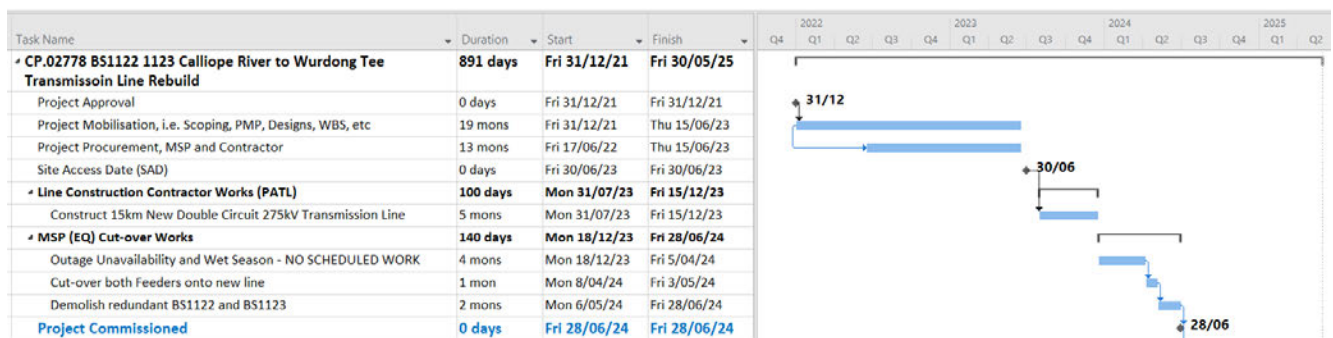 2022 2023 2024 2025
Task Name Duration Start Finish Q4 Q1 Q2 Q3 Q4 Q1 Q2 Q3 Q4 Q1 Q2 Q3 Q4 Q1 Q2
CP.02778 BS1122 1123 Calliope River to Wurdong Tee 891 days Fri 31/12/21 Fri 30/05/25
Transmissoin Line Rebuild
Project Approval 0 days Fri 31/12/21 Fri 31/12/21 31/12
Project Mobilisation, i.e. Scoping, PMP, Designs, WBS, etc 19 mons Fri 31/12/21 Thu 15/06/23
Project Procurement, MSP and Contractor 13 mons Fri 17/06/22 Thu 15/06/23
Site Access Date (SAD) 0 days Fri 30/06/23 Fri 30/06/23 30/06
Line Construction Contractor Works (PATL) 100 days Mon 31/07/23 Fri 15/12/23
Construct 15km New Double Circuit 275kV Transmission Line 5 mons Mon 31/07/23 Fri 15/12/23
MSP (EQ) Cut-over Works 140 days Mon 18/12/23 Fri 28/06/24
Outage Unavailability and Wet Season - NO SCHEDULED WORK 4 mons Mon 18/12/23 Fri 5/04/24
Cut-over both Feeders onto new line 1 mon Mon 8/04/24 Fri 3/05/24
Demolish redundant BS1122 and BS1123 2 mons Mon 6/05/24 Fri 28/06/24
Project Commissioned 0 days Fri 28/06/24 Fri 28/06/24 28/06